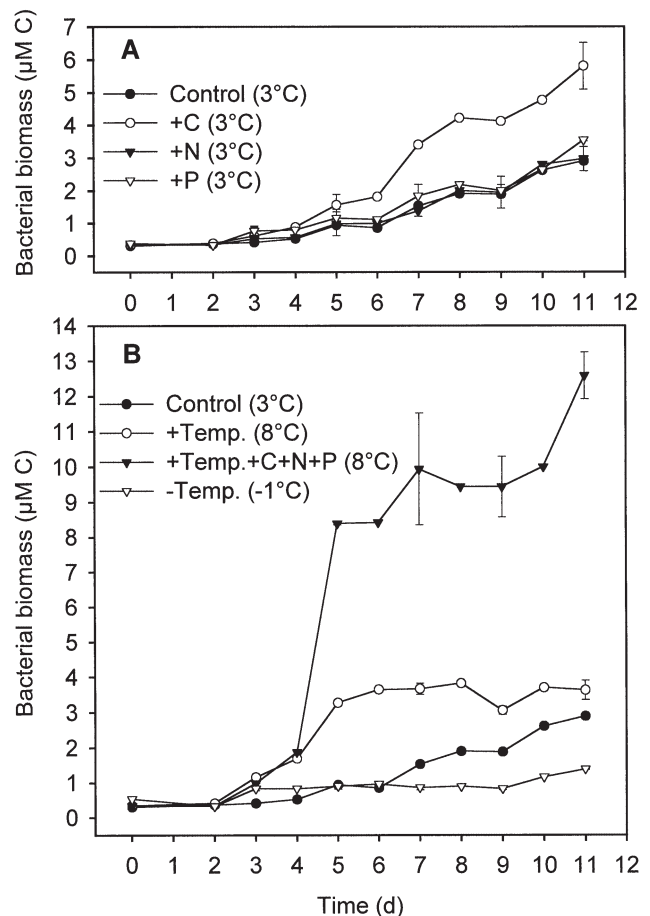 A
Bacterial biomass (µM C)
7
6
5
4
3
2
1
0
Control (3°C)
+C (3°C)
+N (3°C)
+P (3°C)
0 1 2 3 4 5 6 7 8 9 10 11 12
B
Bacterial biomass (µM C)
14
13
12
11
10
9
8
7
6
5
4
3
2
1
0
Control (3°C)
+Temp. (8°C)
+Temp.+C+N+P (8°C)
-Temp. (-1°C)
0 1 2 3 4 5 6 7 8 9 10 11 12
Time (d)